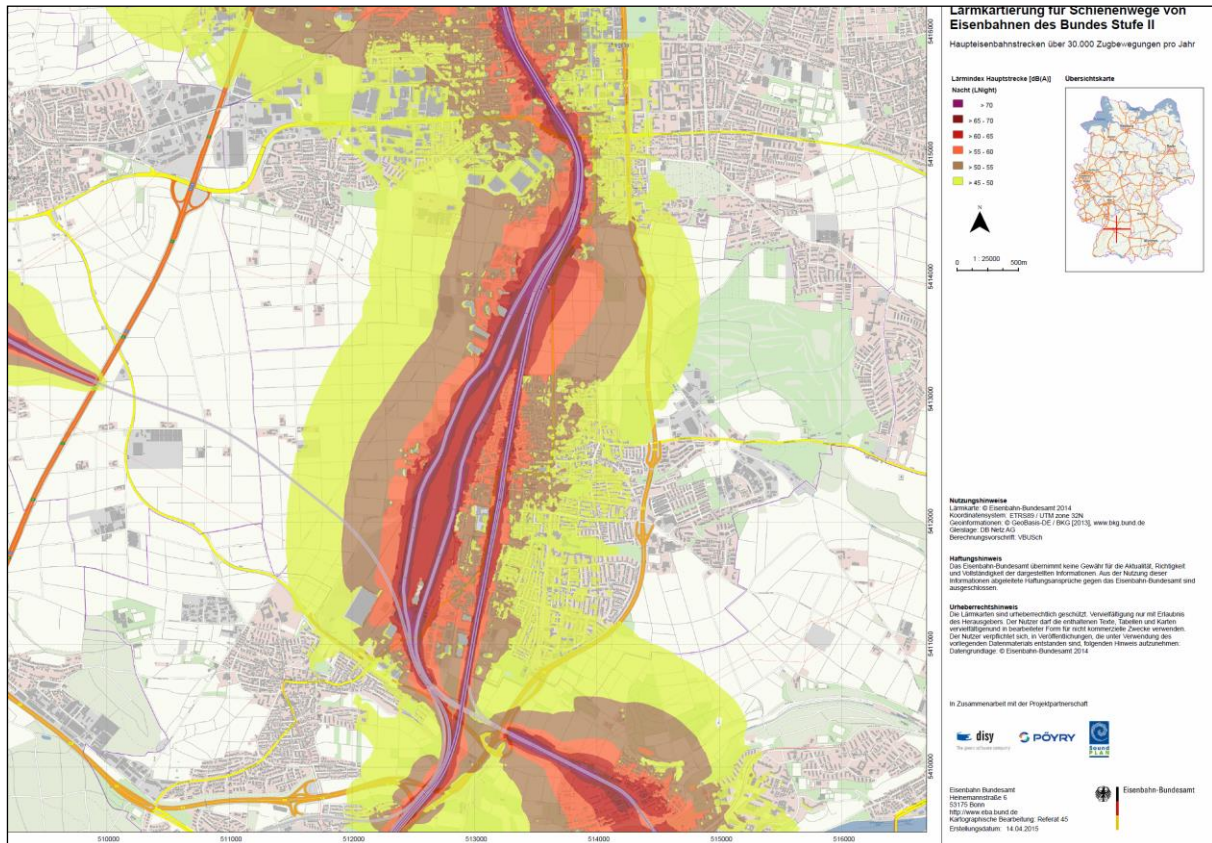 Lärmkartierung für Schienenwege von
Eisenbahnen des Bundes Stufe II
Haupteisenbahnstrecken über 30.000 Zugbewegungen pro Jahr
Lärmindex Hauptstrecke [dB(A)]
Nacht (LNight)
> 70
> 65 - 70
> 60 - 65
> 55 - 60
> 50 - 55
> 45 - 50
N
1 : 25000
0 500m
Übersichtskarte
5416000
5415000
5414000
5413000
5412000
5411000
5410000
510000
511000
512000
513000
514000
515000
516000
Nutzungshinweise
Lärmkarte: © Eisenbahn-Bundesamt 2014
Koordinatensystem: ETRS89 / UTM zone 32N
Geoinformationen: © GeoBasis-DE / BKG [2013], www.bkg.bund.de
Gleislage: DB Netz AG
Berechnungsvorschrift: VBUSch
Haftungshinweis
Das Eisenbahn-Bundesamt übernimmt keine Gewähr für die Aktualität, Richtigkeit
und Vollständigkeit der dargestellten Informationen. Aus der Nutzung dieser
Informationen abgeleitete Haftungsansprüche gegen das Eisenbahn-Bundesamt sind
ausgeschlossen.
Urheberrechtshinweis
Die Lärmkarten sind urheberrechtlich geschützt. Vervielfältigung nur mit Erlaubnis
des Herausgebers. Der Nutzer darf die enthaltenen Texte, Tabellen und Karten
vervielfältigenund in bearbeiteter Form für nicht kommerzielle Zwecke verwenden.
Der Nutzer verpflichtet sich, in Veröffentlichungen, die unter Verwendung des
vorliegenden Datenmaterials entstanden sind, folgenden Hinweis aufzunehmen:
Datengrundlage: © Eisenbahn-Bundesamt 2014
In Zusammenarbeit mit der Projektpartnerschaft
disy
PÖYRY
Sound
PLAN
Eisenbahn Bundesamt
Heinemannstraße 6
53175 Bonn
http://www.eba.bund.de
Kartographische Bearbeitung: Referat 45
Erstellungsdatum: 14.04.2015
Eisenbahn-Bundesamt